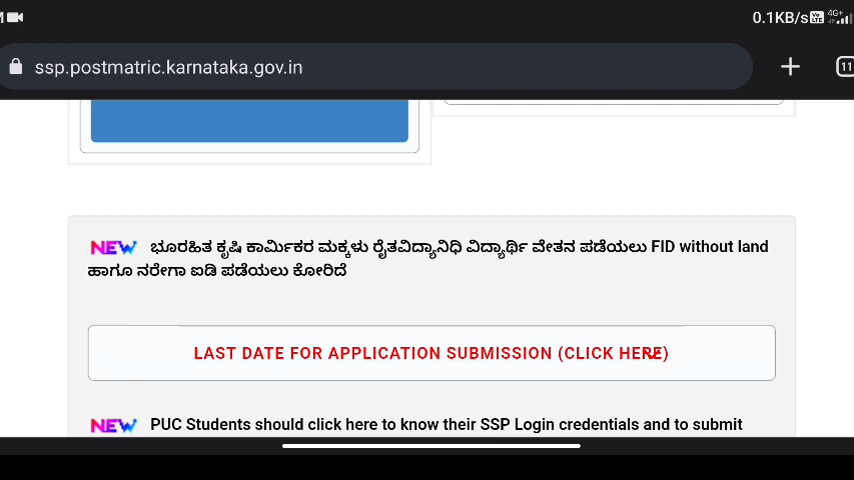 0.1KB/s 4G+
ssp.postmatric.karnataka.gov.in
11
NEW ಭೂರಹಿತ ಕೃಷಿ ಕಾರ್ಮಿಕರ ಮಕ್ಕಳು ರೈತವಿದ್ಯಾನಿಧಿ ವಿದ್ಯಾರ್ಥಿ ವೇತನ ಪಡೆಯಲು FID without land
ಹಾಗೂ ನರೇಗಾ ಐಡಿ ಪಡೆಯಲು ಕೋರಿದೆ
LAST DATE FOR APPLICATION SUBMISSION (CLICK HERE)
NEW PUC Students should click here to know their SSP Login credentials and to submit